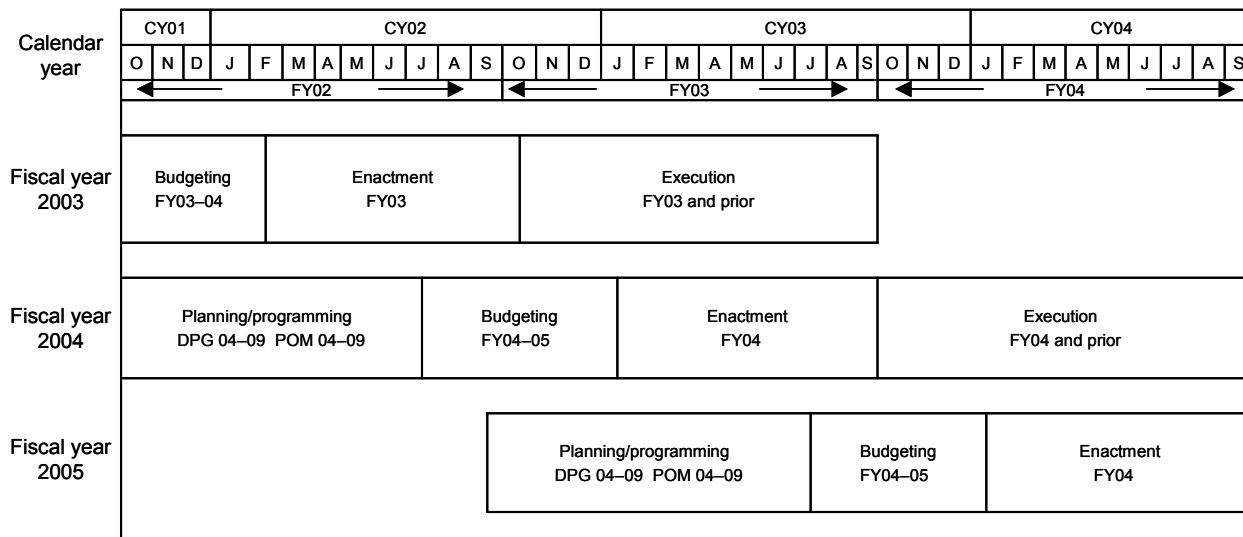 Calendar
year
CY01 CY02 CY03 CY04
O N D J F M A M J J A S O N D J F M A M J J A S O N D J F M A M J J A S
FY02 FY03 FY04
Fiscal year
2003
Budgeting
FY03–04
Enactment
FY03
Execution
FY03 and prior
Fiscal year
2004
Planning/programming
DPG 04–09 POM 04–09
Budgeting
FY04–05
Enactment
FY04
Execution
FY04 and prior
Fiscal year
2005
Planning/programming
DPG 04–09 POM 04–09
Budgeting
FY04–05
Enactment
FY04